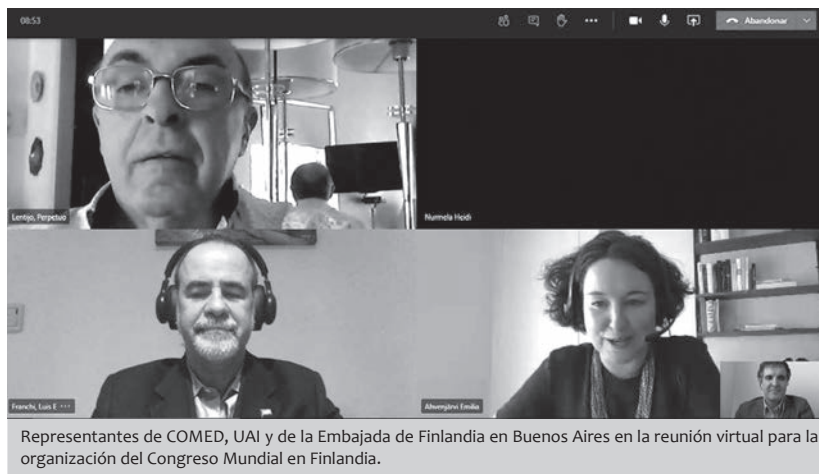 08:53
Abandonar
Lentijo, Perpetuo
Nurmela Heidi
Franchi, Luis E ...
Ahvenjärvi Emilia
Representantes de COMED, UAI y de la Embajada de Finlandia en Buenos Aires en la reunión virtual para la
organización del Congreso Mundial en Finlandia.